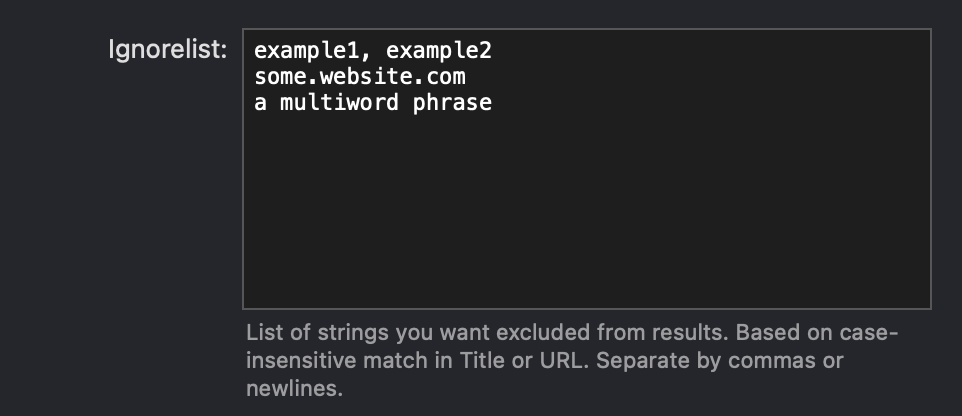 Ignorelist:
example1, example2
some.website.com
a multiword phrase
List of strings you want excluded from results. Based on case-
insensitive match in Title or URL. Separate by commas or
newlines.